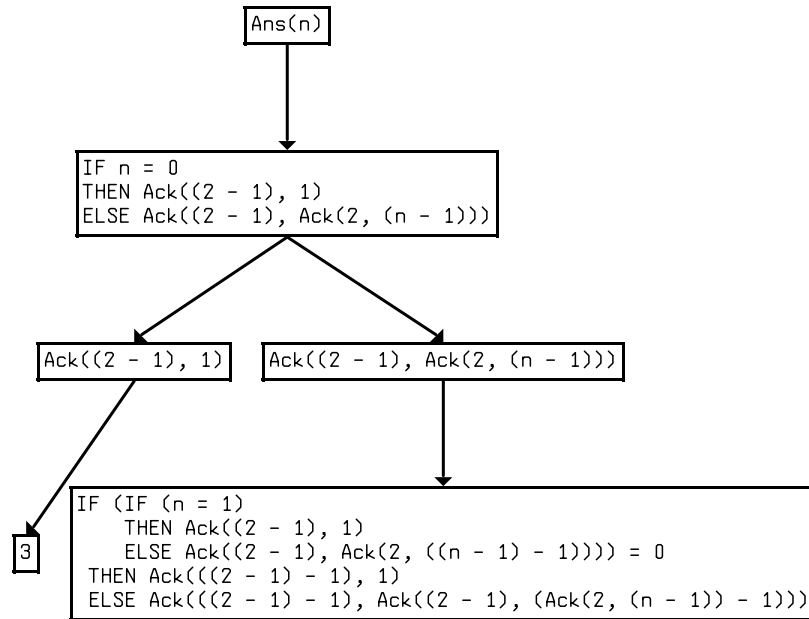 Ans(n)
IF n = 0
THEN Ack((2 - 1), 1)
ELSE Ack((2 - 1), Ack(2, (n - 1)))
Ack((2 - 1), 1)
Ack((2 - 1), Ack(2, (n - 1)))
3
IF (IF (n = 1)
THEN Ack((2 - 1), 1)
ELSE Ack((2 - 1), Ack(2, ((n - 1) - 1)))) = 0
THEN Ack(((2 - 1) - 1), 1)
ELSE Ack(((2 - 1) - 1), Ack((2 - 1), (Ack(2, (n - 1)) - 1)))